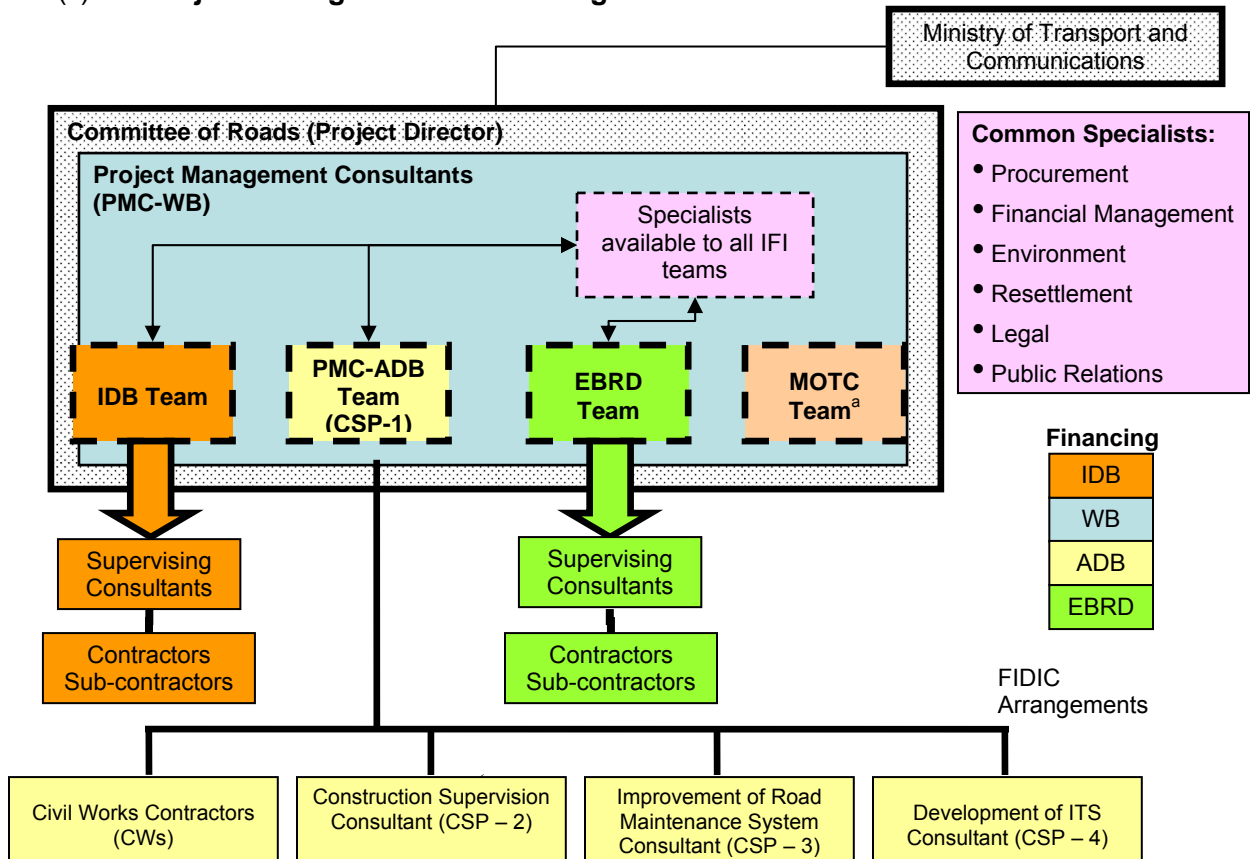 Ministry of Transport and
Communications
Committee of Roads (Project Director)
Project Management Consultants
(PMC-WB)
Specialists
available to all IFI
teams
Common Specialists:
• Procurement
• Financial Management
• Environment
• Resettlement
• Legal
• Public Relations
IDB Team
PMC-ADB
Team
(CSP-1)
EBRD
Team
MOTC
Team^a
Financing
IDB
WB
ADB
EBRD
Supervising
Consultants
Supervising
Consultants
Contractors
Sub-contractors
Contractors
Sub-contractors
FIDIC
Arrangements
Civil Works Contractors
(CWs)
Construction Supervision
Consultant (CSP – 2)
Improvement of Road
Maintenance System
Consultant (CSP – 3)
Development of ITS
Consultant (CSP – 4)